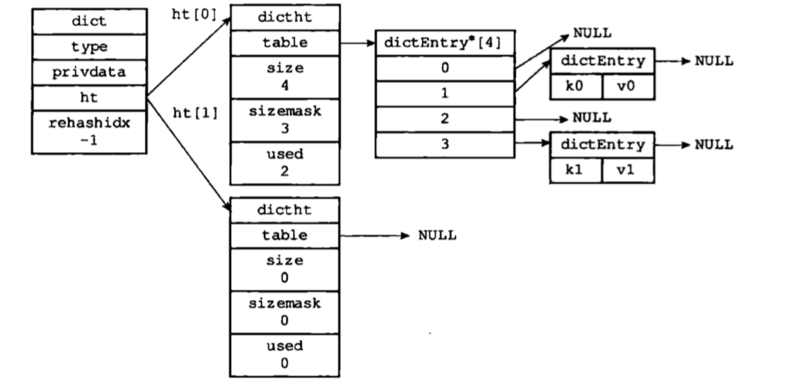 dict
type
privdata
ht
rehashidx
-1
ht[0]
ht[1]
dictht
table
size
4
sizemask
3
used
2
dictEntry*[4]
0
1
2
3
NULL
dictEntry
NULL
k0 v0
NULL
dictEntry
NULL
k1 v1
dictht
table
NULL
size
0
sizemask
0
used
0